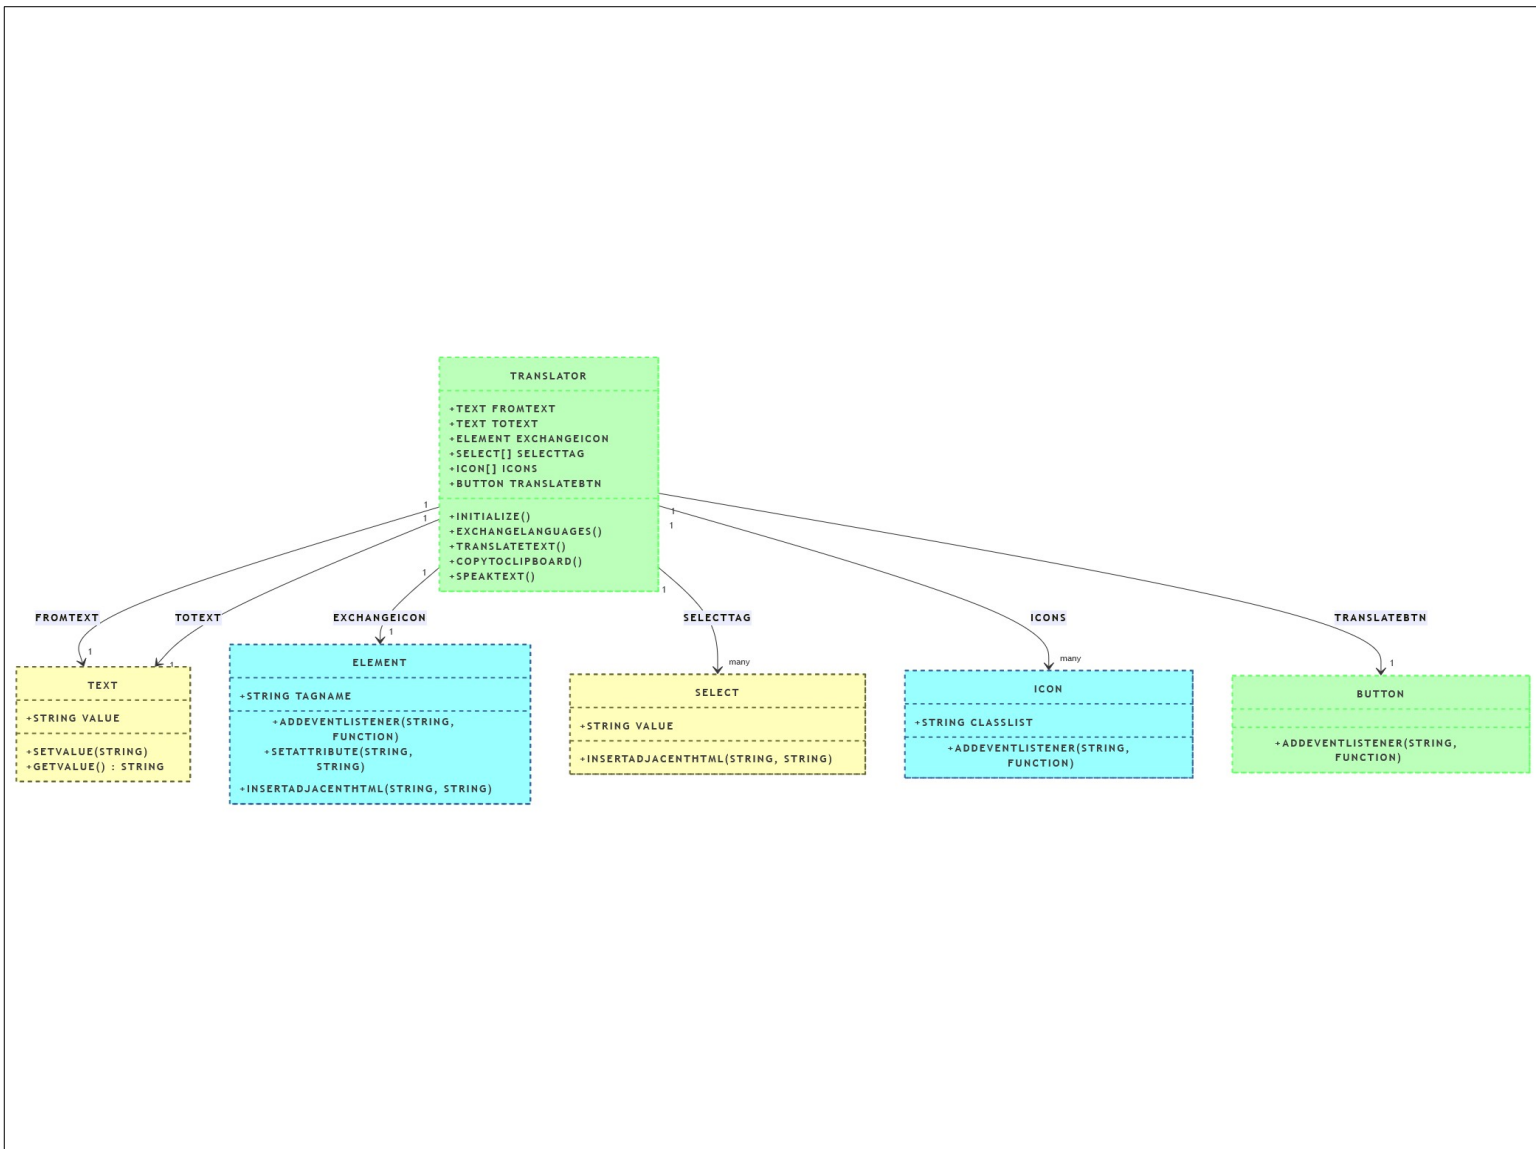 TRANSLATOR
+TEXT FROMTEXT
+TEXT TOTEXT
+ELEMENT EXCHANGEICON
+SELECT[] SELECTTAG
+ICON[] ICONS
+BUTTON TRANSLATEBTN
+INITIALIZE()
+EXCHANGELANGUAGES()
+TRANSLATETEXT()
+COPYTOCLIPBOARD()
+SPEAKTEXT()
1
1
1
1
1
1
FROMTEXT
TOTEXT
EXCHANGEICON
SELECTTAG
ICONS
TRANSLATEBTN
1
1
1
many
many
1
TEXT
+STRING VALUE
+SETVALUE(STRING)
+GETVALUE() : STRING
ELEMENT
+STRING TAGNAME
+ADDEVENTLISTENER(STRING,
FUNCTION)
+SETATTRIBUTE(STRING,
STRING)
+INSERTADJACENTHTML(STRING, STRING)
SELECT
+STRING VALUE
+INSERTADJACENTHTML(STRING, STRING)
ICON
+STRING CLASSLIST
+ADDEVENTLISTENER(STRING,
FUNCTION)
BUTTON
+ADDEVENTLISTENER(STRING,
FUNCTION)